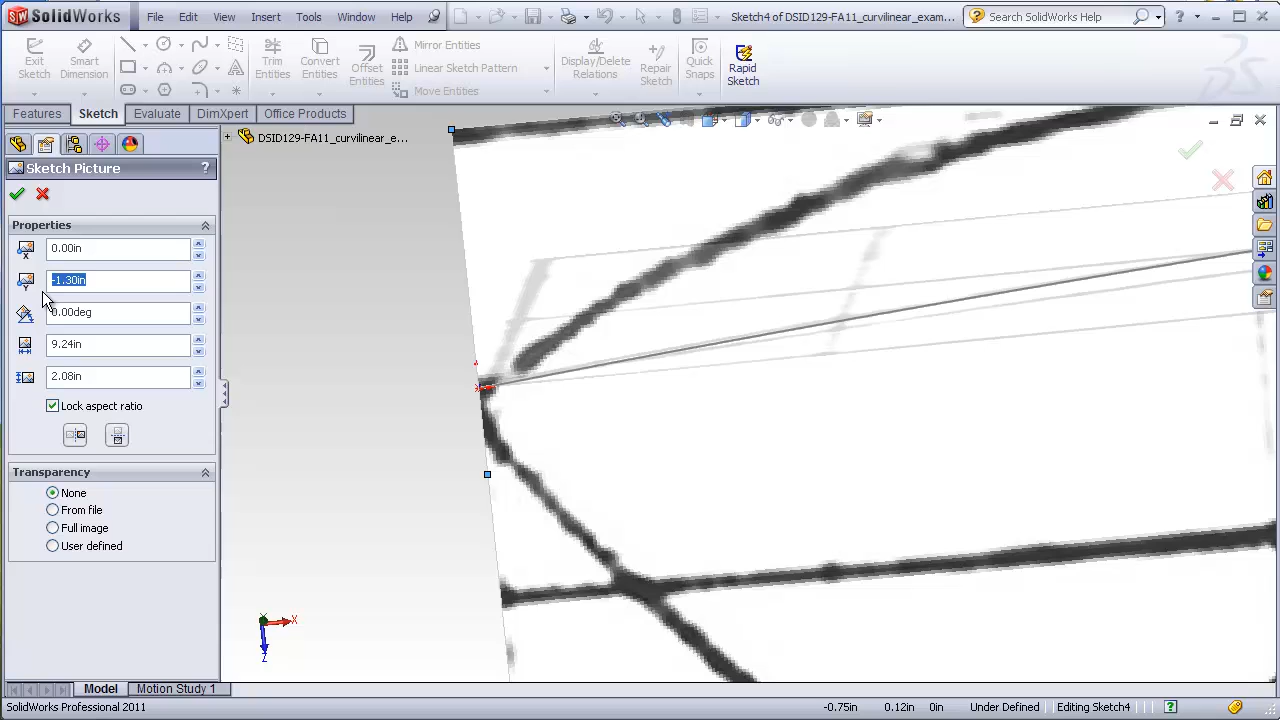 SolidWorks File Edit View Insert Tools Window Help Sketch4 of DSID129-FA11_curvilinear_exam... Search SolidWorks Help
Exit Sketch Smart Dimension Trim Entities Convert Entities Offset Entities Mirror Entities Display/Delete Relations Repair Sketch Quick Snaps Rapid Sketch
Linear Sketch Pattern
Move Entities
Features Sketch Evaluate DimXpert Office Products
DSID129-FA11_curvilinear_e...
Sketch Picture ?
Properties
0.00in
-1.30in
0.00deg
9.24in
2.08in
Lock aspect ratio
Transparency
None
From file
Full image
User defined
X
Z
Model Motion Study 1
SolidWorks Professional 2011 -0.75in 0.12in 0in Under Defined Editing Sketch4